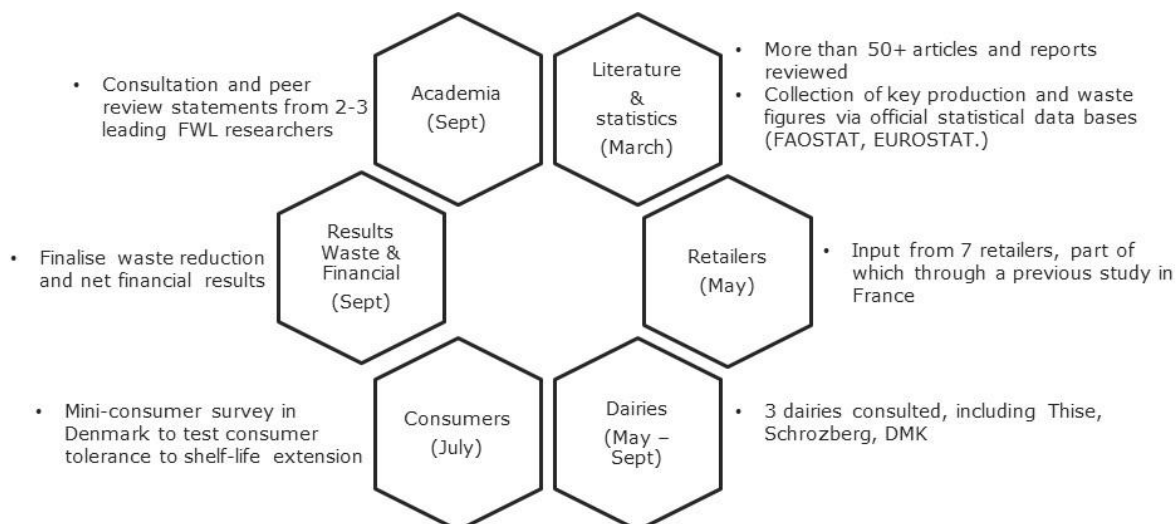 • Consultation and peer
review statements from 2-3
leading FWL researchers
Academia
(Sept)
Literature
&
statistics
(March)
• More than 50+ articles and reports
reviewed
• Collection of key production and waste
figures via official statistical data bases
(FAOSTAT, EUROSTAT.)
• Finalise waste reduction
and net financial results
Results
Waste &
Financial
(Sept)
Retailers
(May)
• Input from 7 retailers, part of
which through a previous study in
France
• Mini-consumer survey in
Denmark to test consumer
tolerance to shelf-life extension
Consumers
(July)
Dairies
(May –
Sept)
• 3 dairies consulted, including Thise,
Schrozberg, DMK